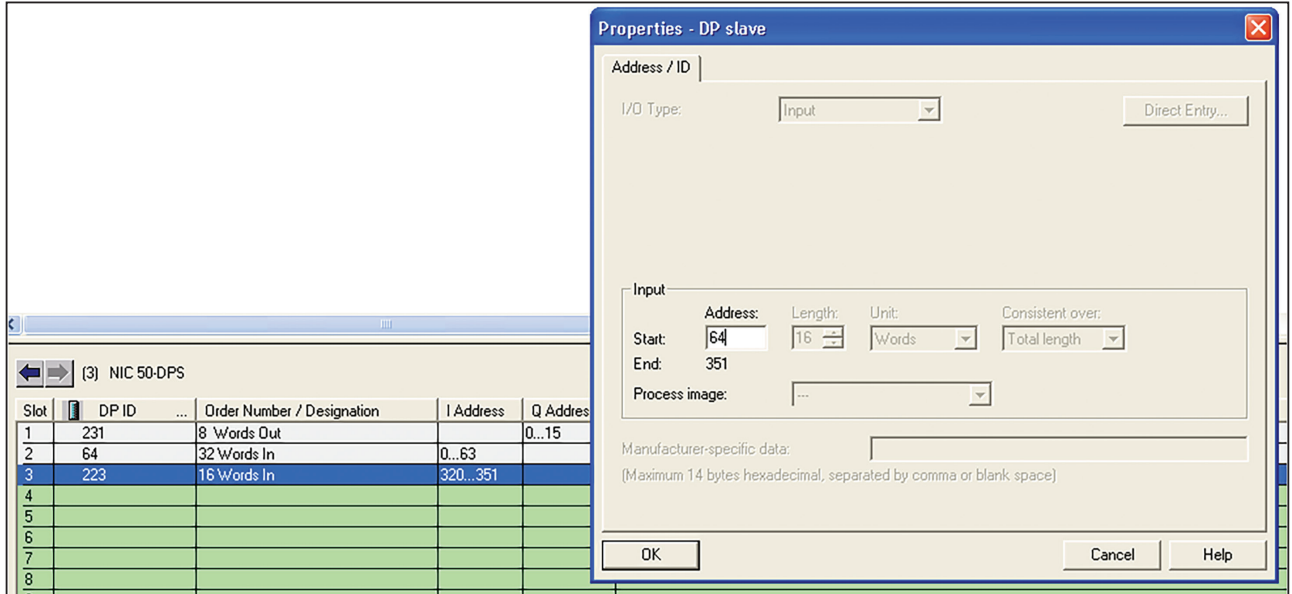 Properties - DP slave
Address / ID
I/O Type: Input Direct Entry...
Input
Address: Length: Unit: Consistent over:
Start: 64 16 Words Total length
End: 351
Process image: ---
Manufacturer-specific data:
(Maximum 14 bytes hexadecimal, separated by comma or blank space)
OK Cancel Help
(3) NIC 50-DPS
Slot DP ID ... Order Number / Designation I Address Q Addres
1 231 8 Words Out 0...15
2 64 32 Words In 0...63
3 223 16 Words In 320...351
4
5
6
7
8